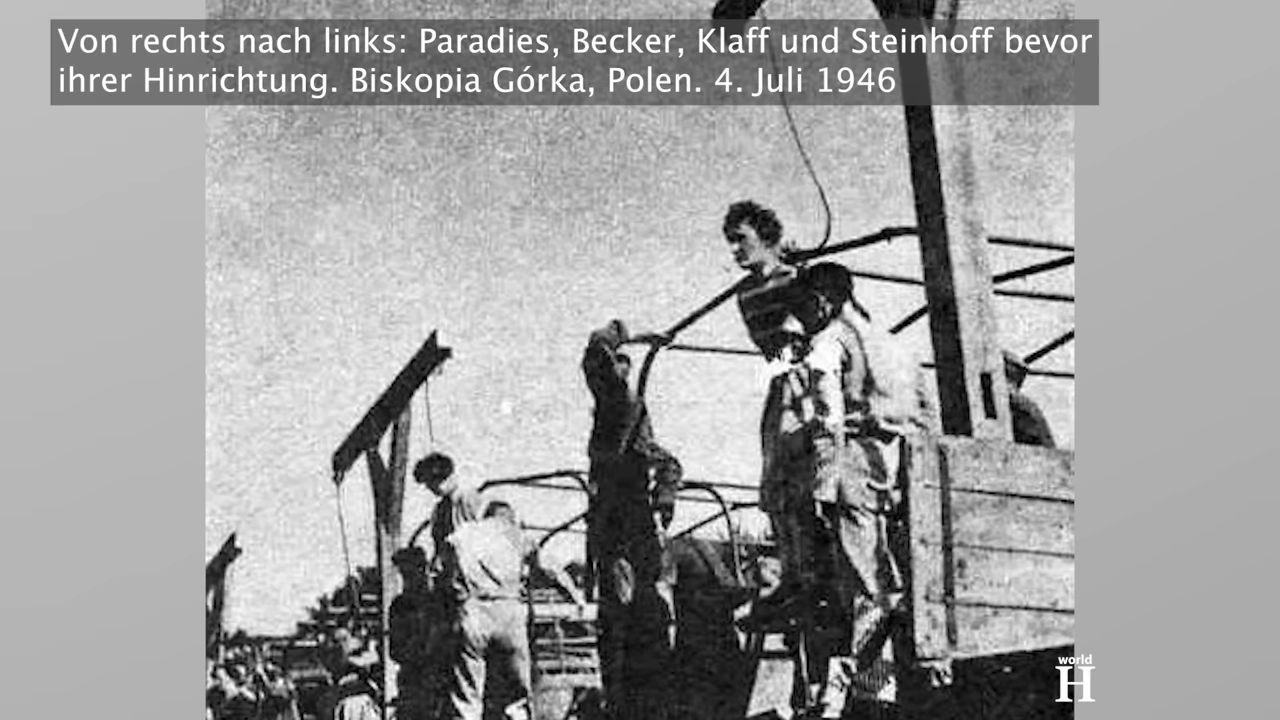 Von rechts nach links: Paradies, Becker, Klaff und Steinhoff bevor
ihrer Hinrichtung. Biskopia Górka, Polen. 4. Juli 1946
world
H